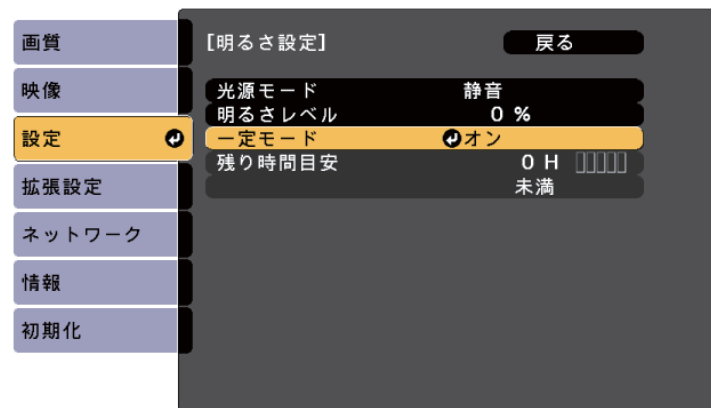 画質
映像
設定
拡張設定
ネットワーク
情報
初期化
[明るさ設定] 戻る
光源モード 静音
明るさレベル 0 %
一定モード オン
残り時間目安 0 H
未満